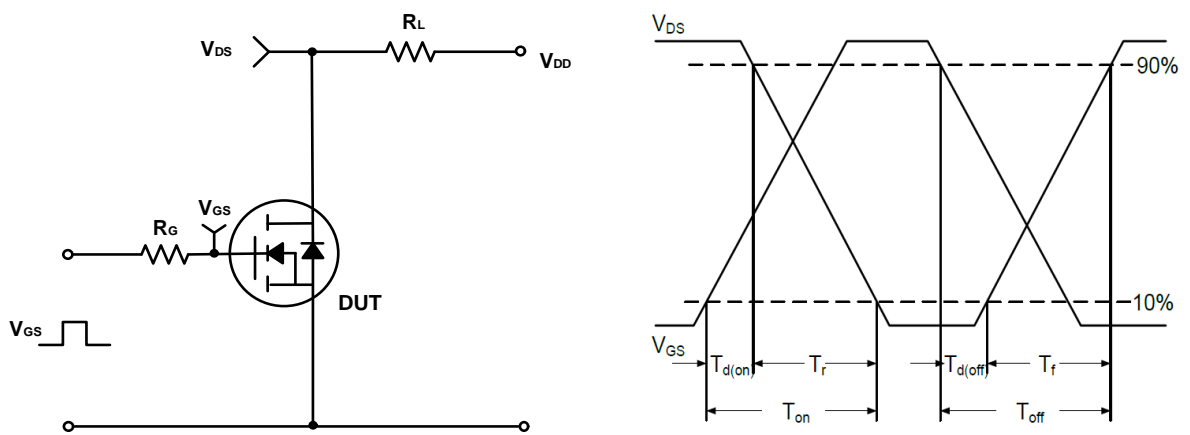 RL
VDS
VDD
VGS
RG
DUT
VGS
VDS
90%
10%
VGS
Td(on)
Tr
Td(off)
Tf
Ton
Toff